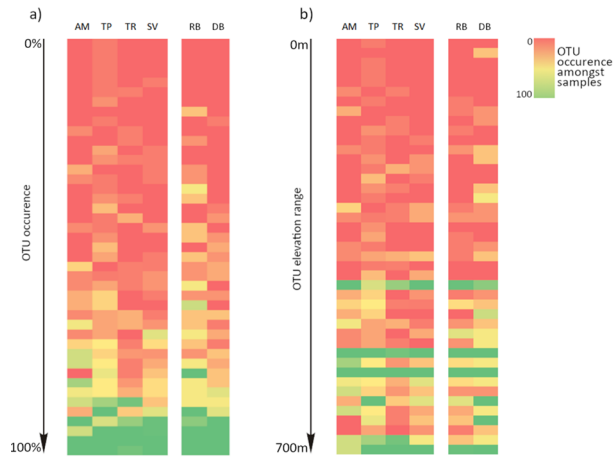 a)
AM TP TR SV RB DB
0%
OTU occurence
100%
b)
AM TP TR SV RB DB
0m
OTU elevation range
700m
0
100
OTU
occurence
amongst
samples